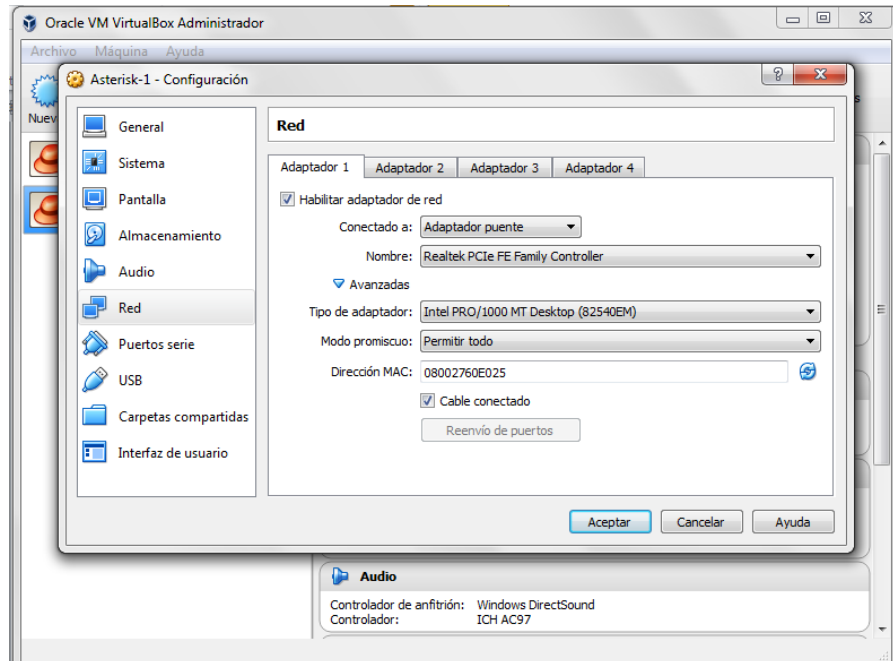 Oracle VM VirtualBox Administrador
Archivo Máquina Ayuda
Asterisk-1 - Configuración
General
Sistema
Pantalla
Almacenamiento
Audio
Red
Puertos serie
USB
Carpetas compartidas
Interfaz de usuario
Red
Adaptador 1 Adaptador 2 Adaptador 3 Adaptador 4
Habilitar adaptador de red
Conectado a: Adaptador puente
Nombre: Realtek PCIe FE Family Controller
Avanzadas
Tipo de adaptador: Intel PRO/1000 MT Desktop (82540EM)
Modo promiscuo: Permitir todo
Dirección MAC: 08002760E025
Cable conectado
Reenvío de puertos
Aceptar Cancelar Ayuda
Audio
Controlador de anfitrión: Windows DirectSound
Controlador: ICH AC97